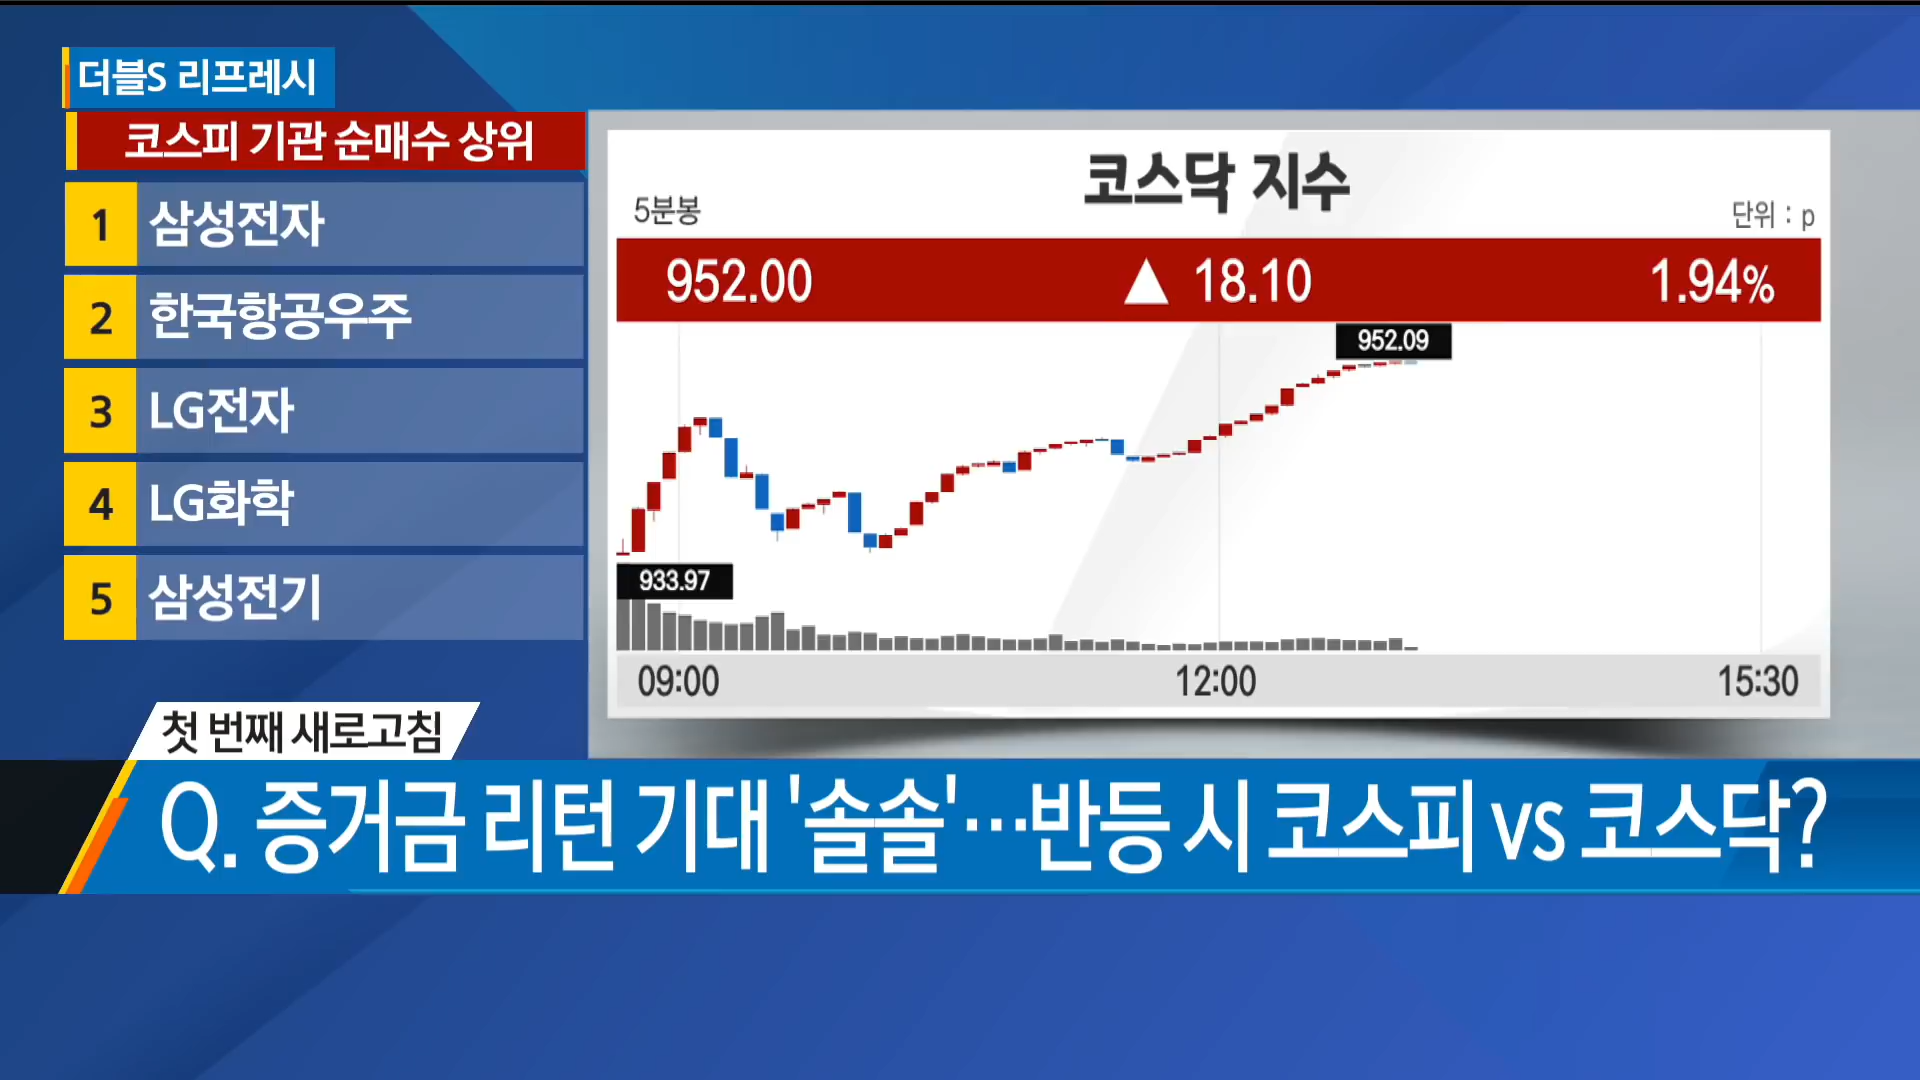 더블S 리프레시
코스피 기관 순매수 상위
1 삼성전자
2 한국항공우주
3 LG전자
4 LG화학
5 삼성전기
코스닥 지수
5분봉
단위 : p
952.00 ▲ 18.10 1.94%
952.09
933.97
09:00 12:00 15:30
첫 번째 새로고침
Q. 증거금 리턴 기대 '솔솔'…반등 시 코스피 vs 코스닥?